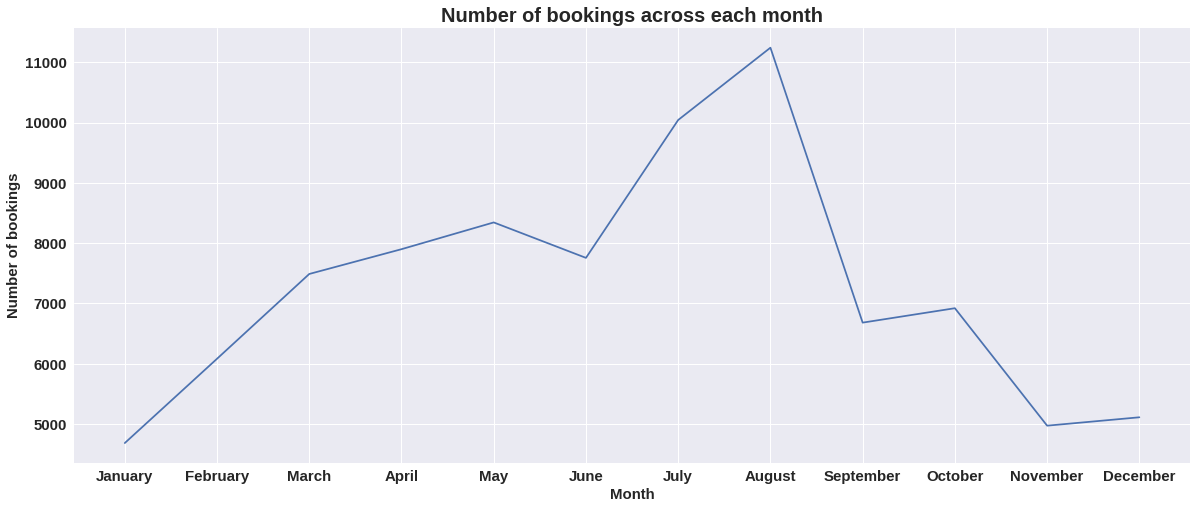 Number of bookings across each month
Number of bookings
11000
10000
9000
8000
7000
6000
5000
January February March April May June July August September October November December
Month